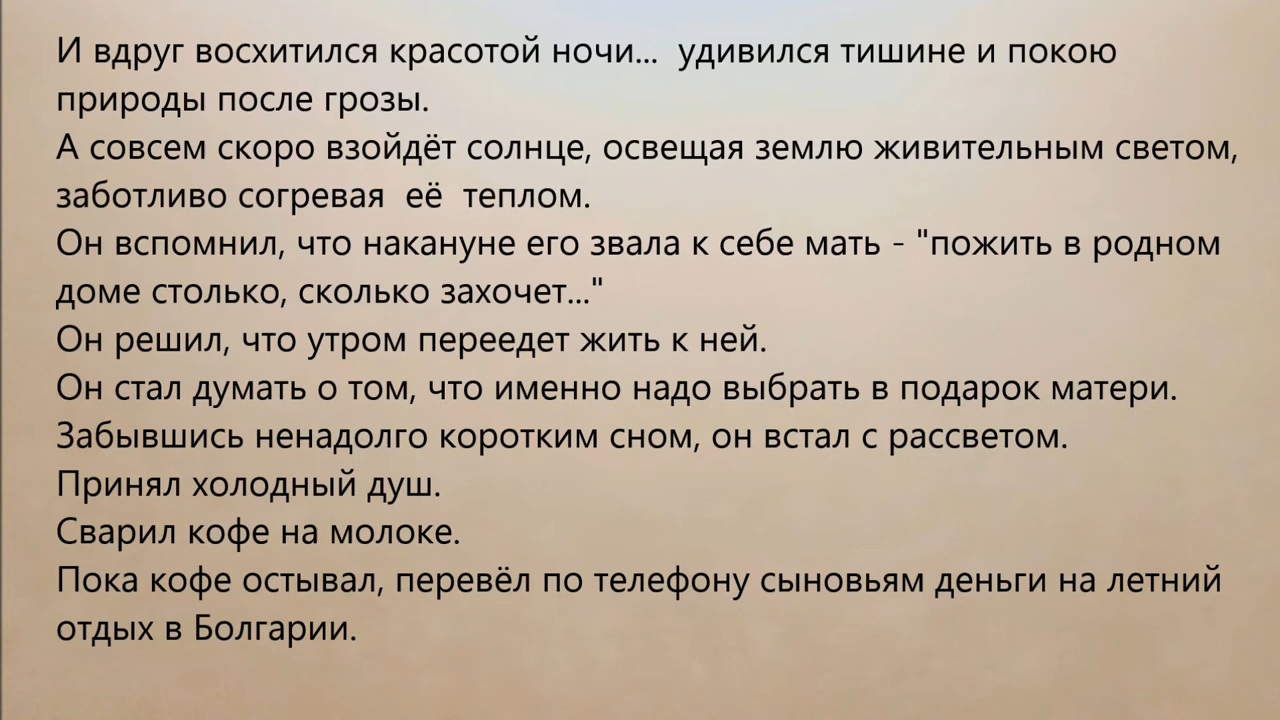 И вдруг восхитился красотой ночи...  удивился тишине и покою
природы после грозы.
А совсем скоро взойдёт солнце, освещая землю живительным светом,
заботливо согревая  её  теплом.
Он вспомнил, что накануне его звала к себе мать - "пожить в родном
доме столько, сколько захочет..."
Он решил, что утром переедет жить к ней.
Он стал думать о том, что именно надо выбрать в подарок матери.
Забывшись ненадолго коротким сном, он встал с рассветом.
Принял холодный душ.
Сварил кофе на молоке.
Пока кофе остывал, перевёл по телефону сыновьям деньги на летний
отдых в Болгарии.